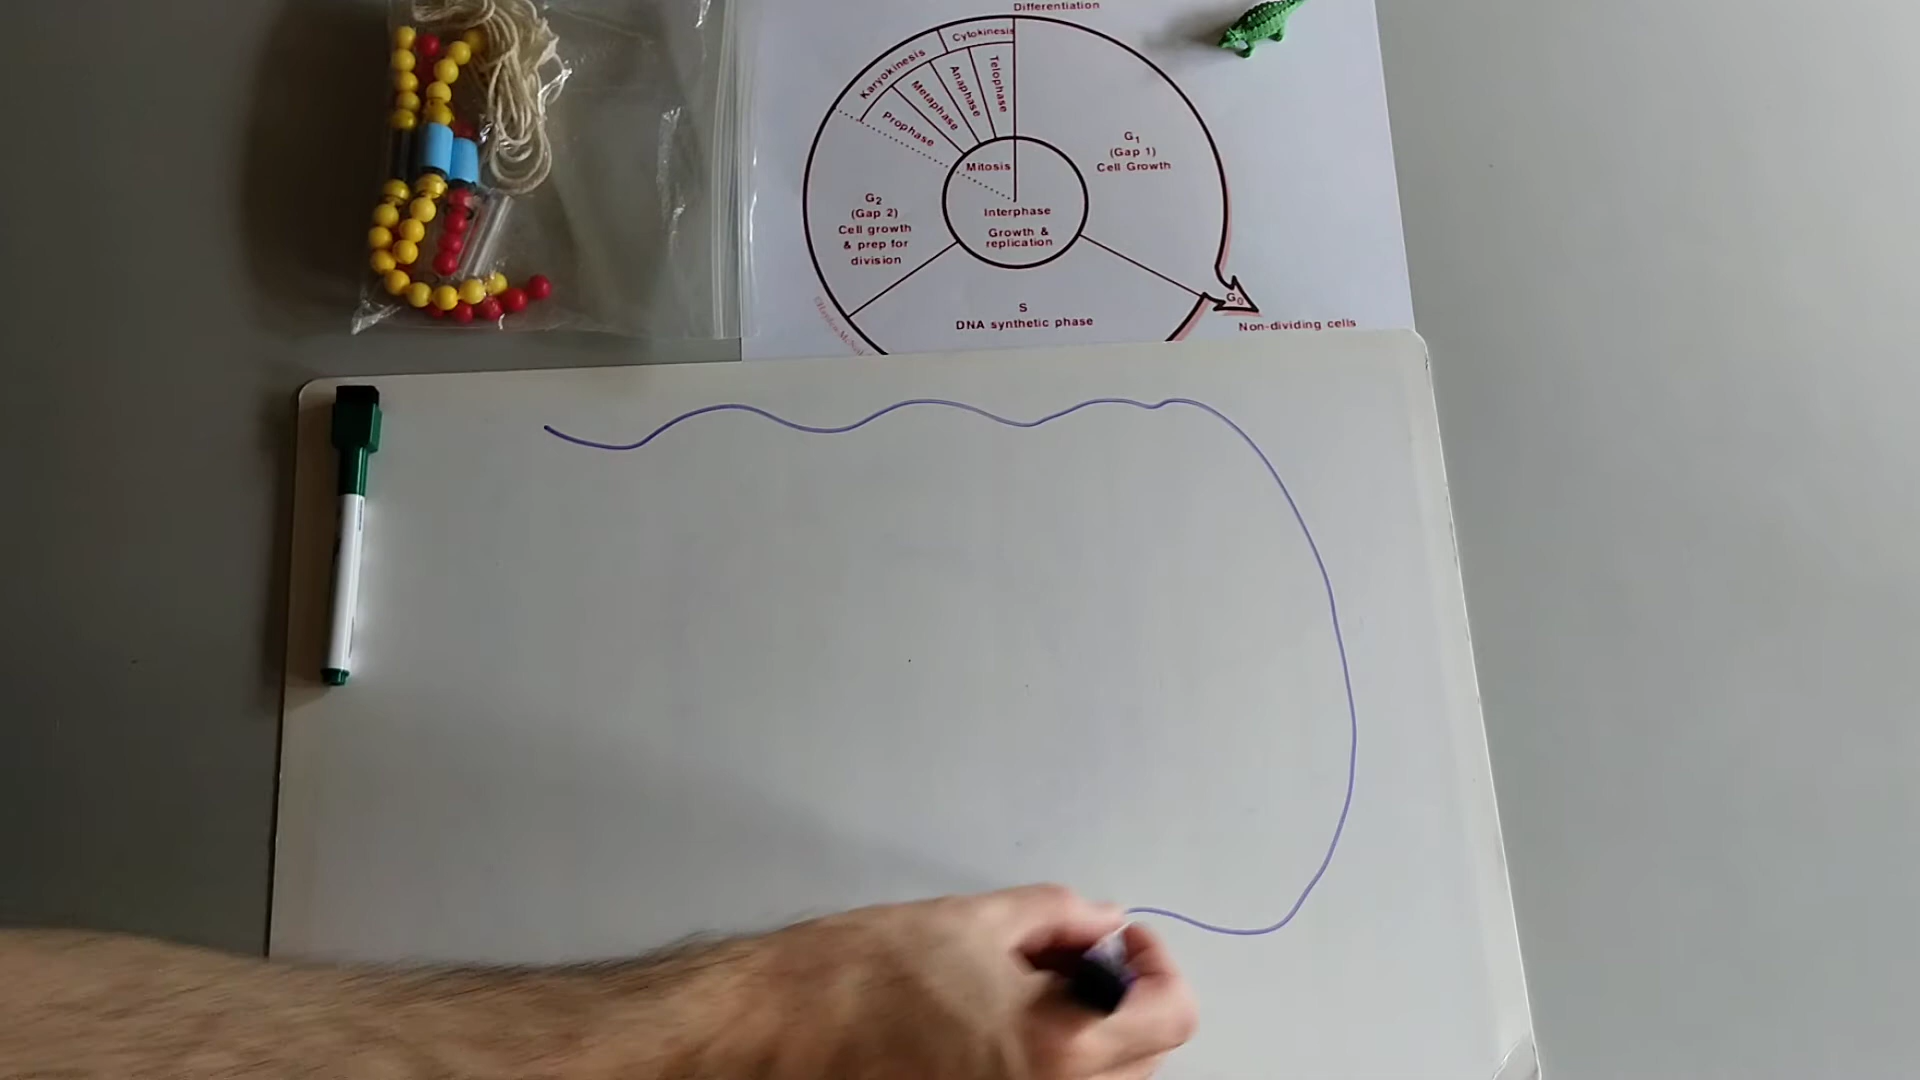 Differentiation
Cytokinesis
Karyokinesis
Telophase
Anaphase
Metaphase
Prophase
Mitosis
G1
(Gap 1)
Cell Growth
G2
(Gap 2)
Cell growth
& prep for
division
Interphase
Growth &
replication
G0
Non-dividing cells
S
DNA synthetic phase